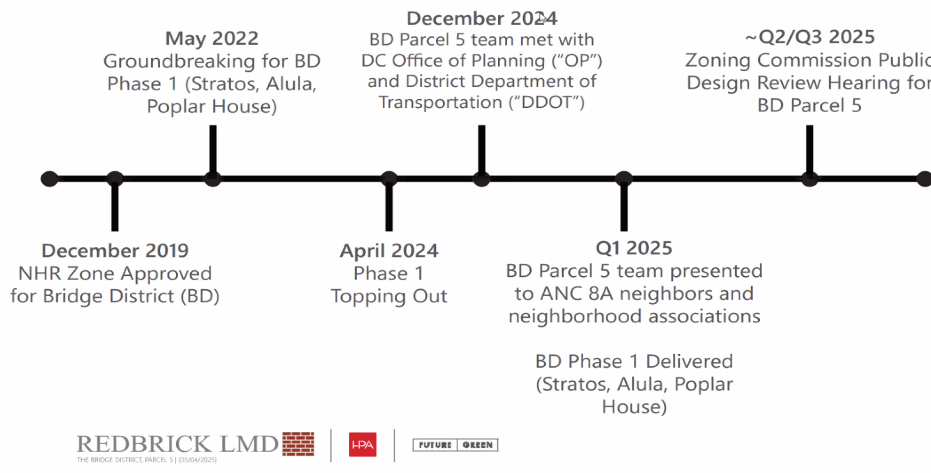 May 2022
Groundbreaking for BD
Phase 1 (Stratos, Alula,
Poplar House)
December 2024
BD Parcel 5 team met with
DC Office of Planning (“OP”)
and District Department of
Transportation (“DDOT”)
~Q2/Q3 2025
Zoning Commission Public
Design Review Hearing for
BD Parcel 5
December 2019
NHR Zone Approved
for Bridge District (BD)
April 2024
Phase 1
Topping Out
Q1 2025
BD Parcel 5 team presented
to ANC 8A neighbors and
neighborhood associations
BD Phase 1 Delivered
(Stratos, Alula, Poplar
House)
REDBRICK LMD
THE BRIDGE DISTRICT, PARCEL 5 | [03/04/2025]
HPA
FUTURE GREEN